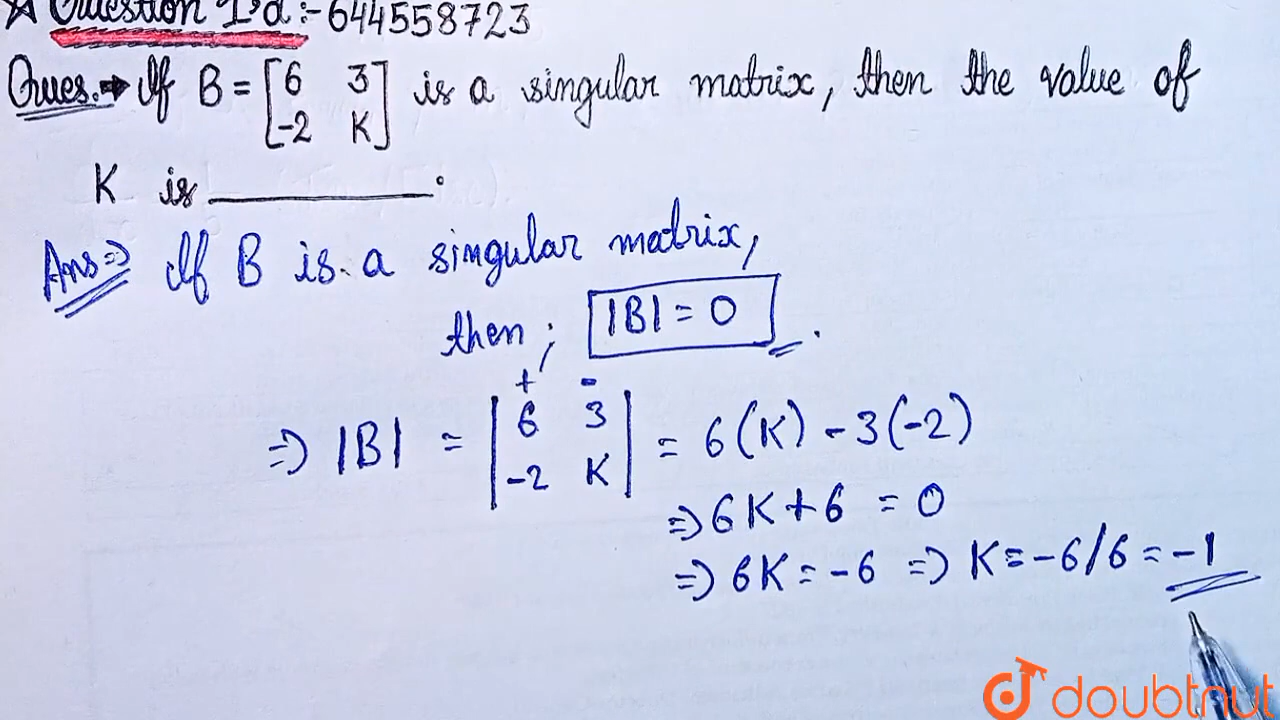 ☆ Question I'd :- 644558723
Ques. → If B = [6 3 is a singular matrix, then the value of
-2 K]
K is ________.
Ans ⇒ If B is a singular matrix,
then; |B| = 0.
+ -
⇒ |B| = |6 3| = 6(K) - 3(-2)
|-2 K|
⇒ 6K + 6 = 0
⇒ 6K = -6 ⇒ K = -6/6 = -1
doubtnut